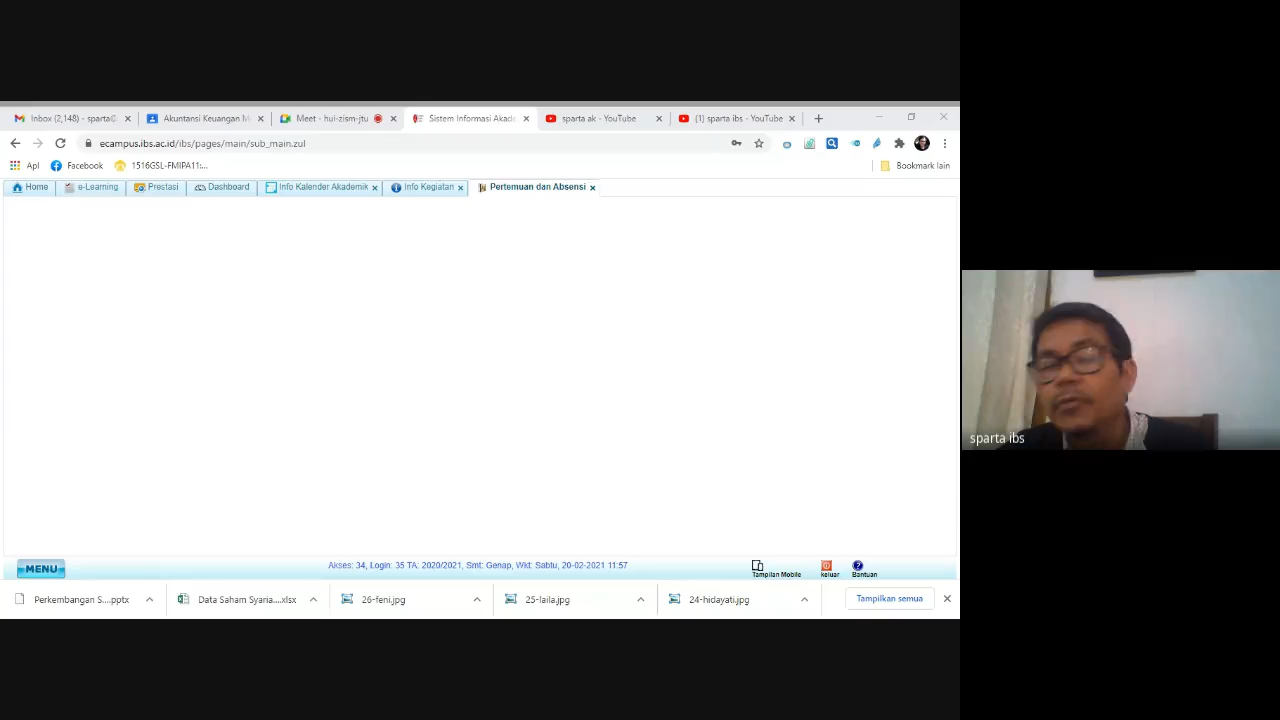 Inbox (2,148) - sparta@
Akuntansi Keuangan M
Meet - hui-zism-jtu
Sistem Informasi Akade
sparta ak - YouTube
(1) sparta ibs - YouTube
ecampus.ibs.ac.id/ibs/pages/main/sub_main.zul
Apl
Facebook
1516GSL-FMIPA11:...
Bookmark lain
Home
e-Learning
Prestasi
Dashboard
Info Kalender Akademik
Info Kegiatan
Pertemuan dan Absensi
sparta ibs
MENU
Akses: 34, Login: 35 TA: 2020/2021, Smt: Genap, Wkt: Sabtu, 20-02-2021 11:57
Tampilan Mobile
keluar
Bantuan
Perkembangan S....pptx
Data Saham Syaria....xlsx
26-feni.jpg
25-laila.jpg
24-hidayati.jpg
Tampilkan semua